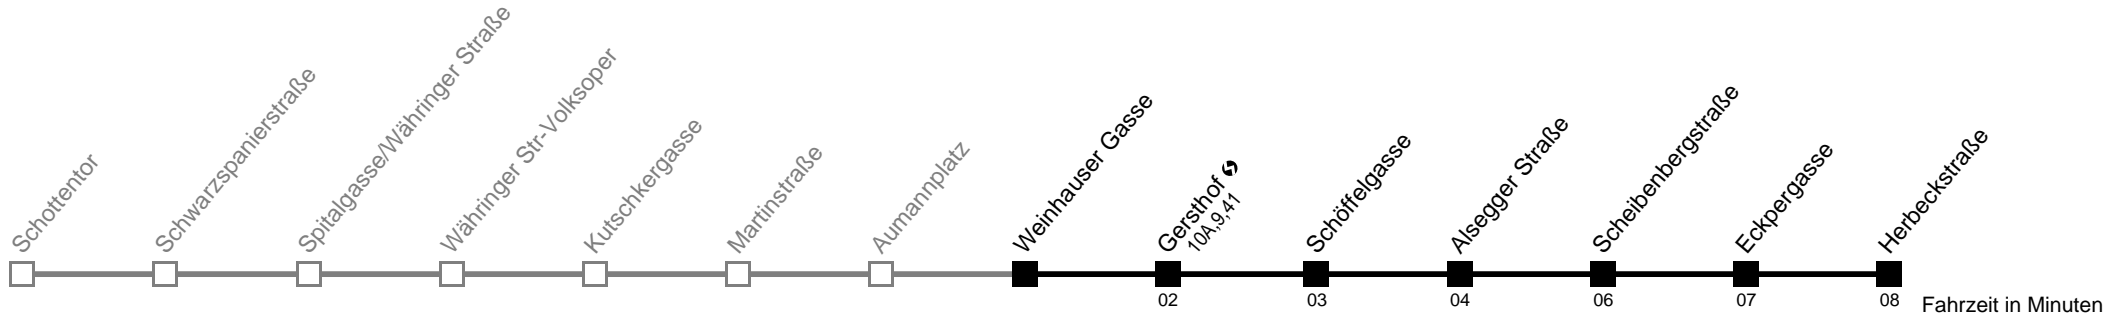 Schottentor
Schwarzspanierstraße
Spitalgasse/Währinger Straße
Währinger Str-Volksoper
Kutschkergasse
Martinstraße
Aumannplatz
Weinhauser Gasse
Gersthof
10A,9,41
Schöffelgasse
Alsegger Straße
Scheibenbergstraße
Eckpergasse
Herbeckstraße
02 03 04 06 07 08 Fahrzeit in Minuten